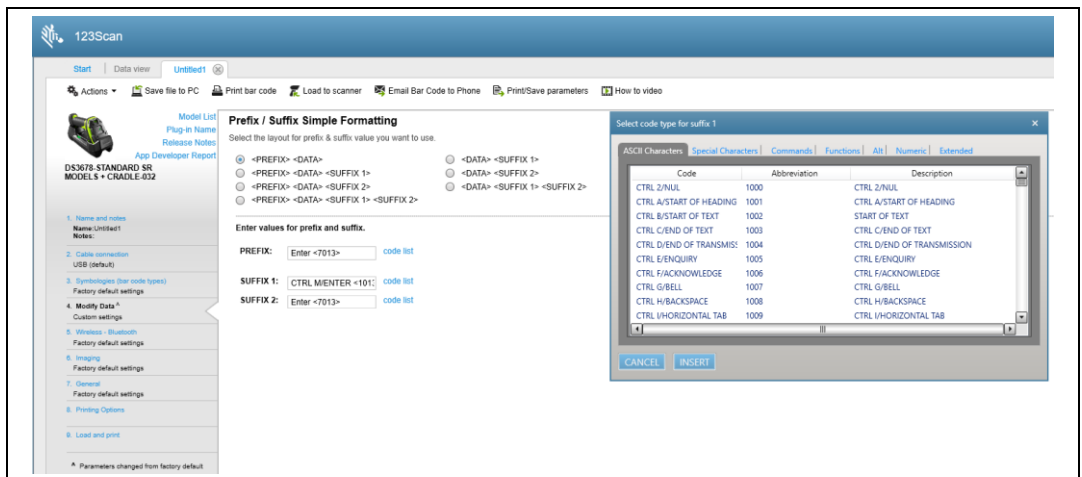 123Scan
Start Data view Untitled1
Actions Save file to PC Print bar code Load to scanner Email Bar Code to Phone Print/Save parameters How to video
Model List
Plug-in Name
Release Notes
App Developer Report
DS3678-STANDARD SR
MODELS + CRADLE-032
1. Name and notes
Name:Untitled1
Notes:
2. Cable connection
USB (default)
3. Symbologies (bar code types)
Factory default settings
4. Modify Data ^
Custom settings
5. Wireless - Bluetooth
Factory default settings
6. Imaging
Factory default settings
7. General
Factory default settings
8. Printing Options
9. Load and print
^ Parameters changed from factory default
Prefix / Suffix Simple Formatting
Select the layout for prefix & suffix value you want to use.
<PREFIX> <DATA> <DATA> <SUFFIX 1>
<PREFIX> <DATA> <SUFFIX 1> <DATA> <SUFFIX 2>
<PREFIX> <DATA> <SUFFIX 2> <DATA> <SUFFIX 1> <SUFFIX 2>
<PREFIX> <DATA> <SUFFIX 1> <SUFFIX 2>
Enter values for prefix and suffix.
PREFIX: Enter <7013> code list
SUFFIX 1: CTRL M/ENTER <1013 code list
SUFFIX 2: Enter <7013> code list
Select code type for suffix 1
ASCII Characters Special Characters Commands Functions Alt Numeric Extended
Code Abbreviation Description
CTRL 2/NUL 1000 CTRL 2/NUL
CTRL A/START OF HEADING 1001 CTRL A/START OF HEADING
CTRL B/START OF TEXT 1002 START OF TEXT
CTRL C/END OF TEXT 1003 CTRL C/END OF TEXT
CTRL D/END OF TRANSMIS 1004 CTRL D/END OF TRANSMISSION
CTRL E/ENQUIRY 1005 CTRL E/ENQUIRY
CTRL F/ACKNOWLEDGE 1006 CTRL F/ACKNOWLEDGE
CTRL G/BELL 1007 CTRL G/BELL
CTRL H/BACKSPACE 1008 CTRL H/BACKSPACE
CTRL I/HORIZONTAL TAB 1009 CTRL I/HORIZONTAL TAB
CANCEL INSERT